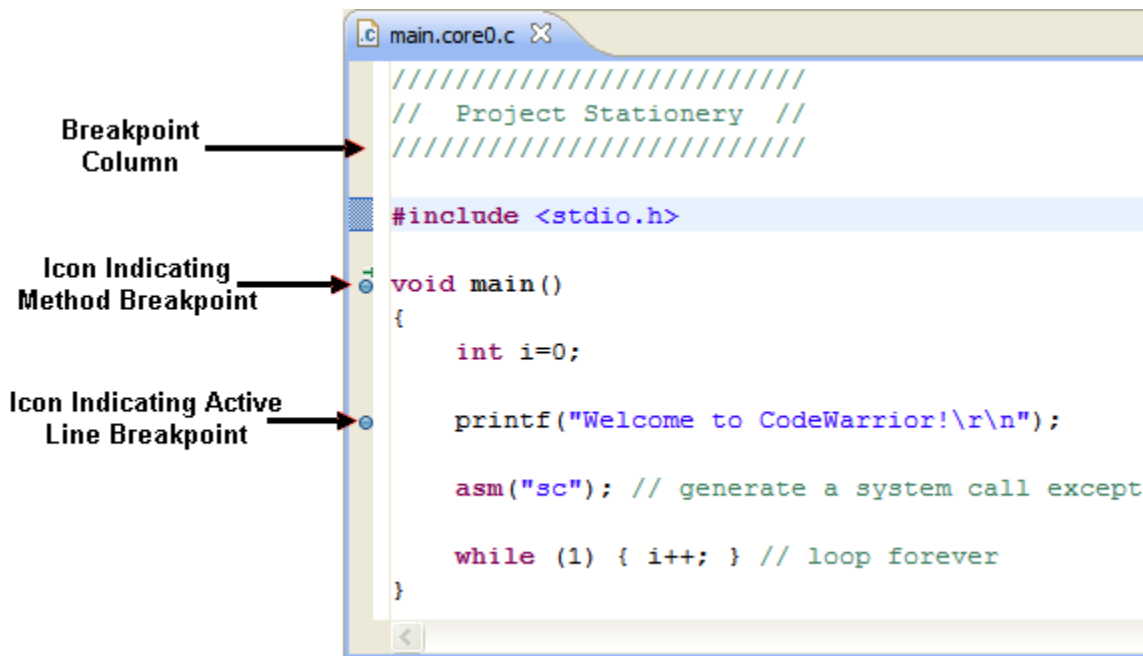 .c main.core0.c
//////////////////////////
//  Project Stationery  //
//////////////////////////
Breakpoint
Column
#include <stdio.h>
Icon Indicating
Method Breakpoint
void main()
{
    int i=0;
Icon Indicating Active
Line Breakpoint
    printf("Welcome to CodeWarrior!\r\n");
    asm("sc"); // generate a system call except
    while (1) { i++; } // loop forever
}